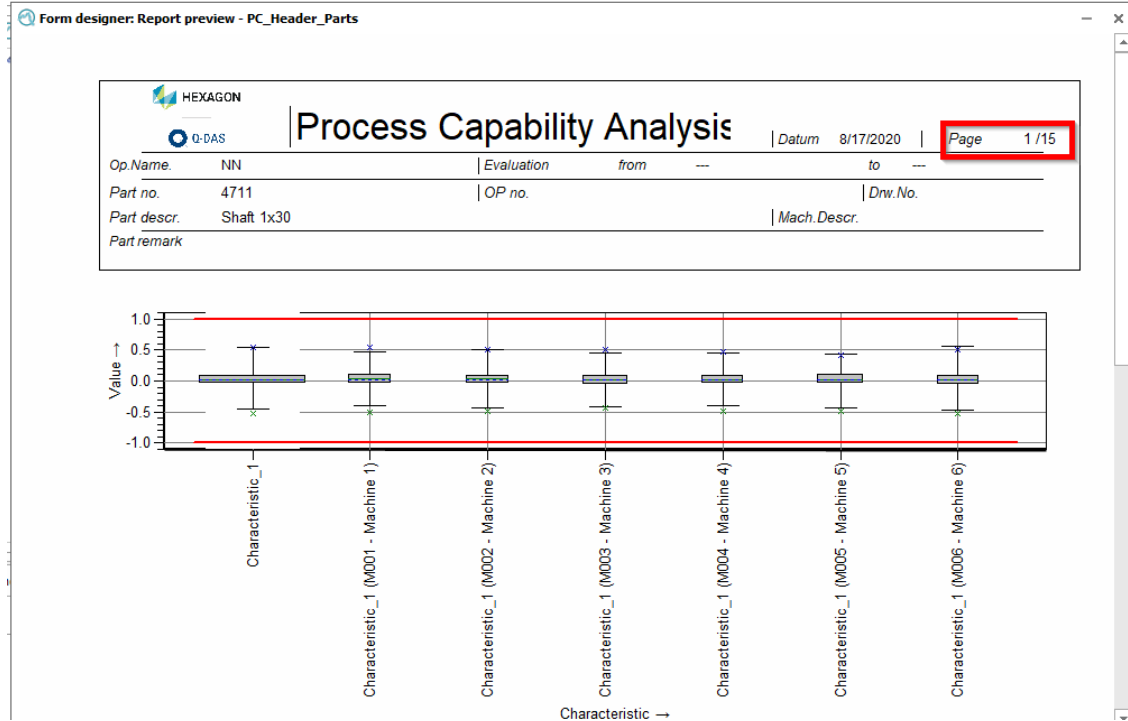 Form designer: Report preview - PC_Header_Parts
HEXAGON
Q-DAS
Process Capability Analysis
Datum 8/17/2020
Page 1 /15
Op.Name. NN Evaluation from --- to ---
Part no. 4711 OP no. Drw.No.
Part descr. Shaft 1x30 Mach.Descr.
Part remark
Value →
1.0
0.5
0.0
-0.5
-1.0
Characteristic_1
Characteristic_1 (M001 - Machine 1)
Characteristic_1 (M002 - Machine 2)
Characteristic_1 (M003 - Machine 3)
Characteristic_1 (M004 - Machine 4)
Characteristic_1 (M005 - Machine 5)
Characteristic_1 (M006 - Machine 6)
Characteristic →